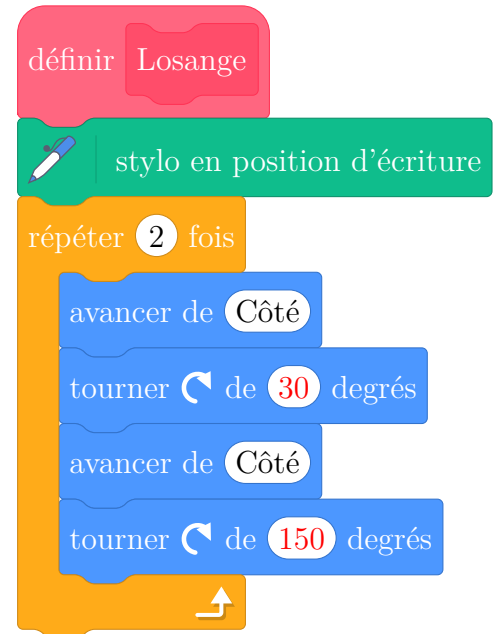 définir Losange
stylo en position d'écriture
répéter 2 fois
avancer de Côté
tourner de 30 degrés
avancer de Côté
tourner de 150 degrés